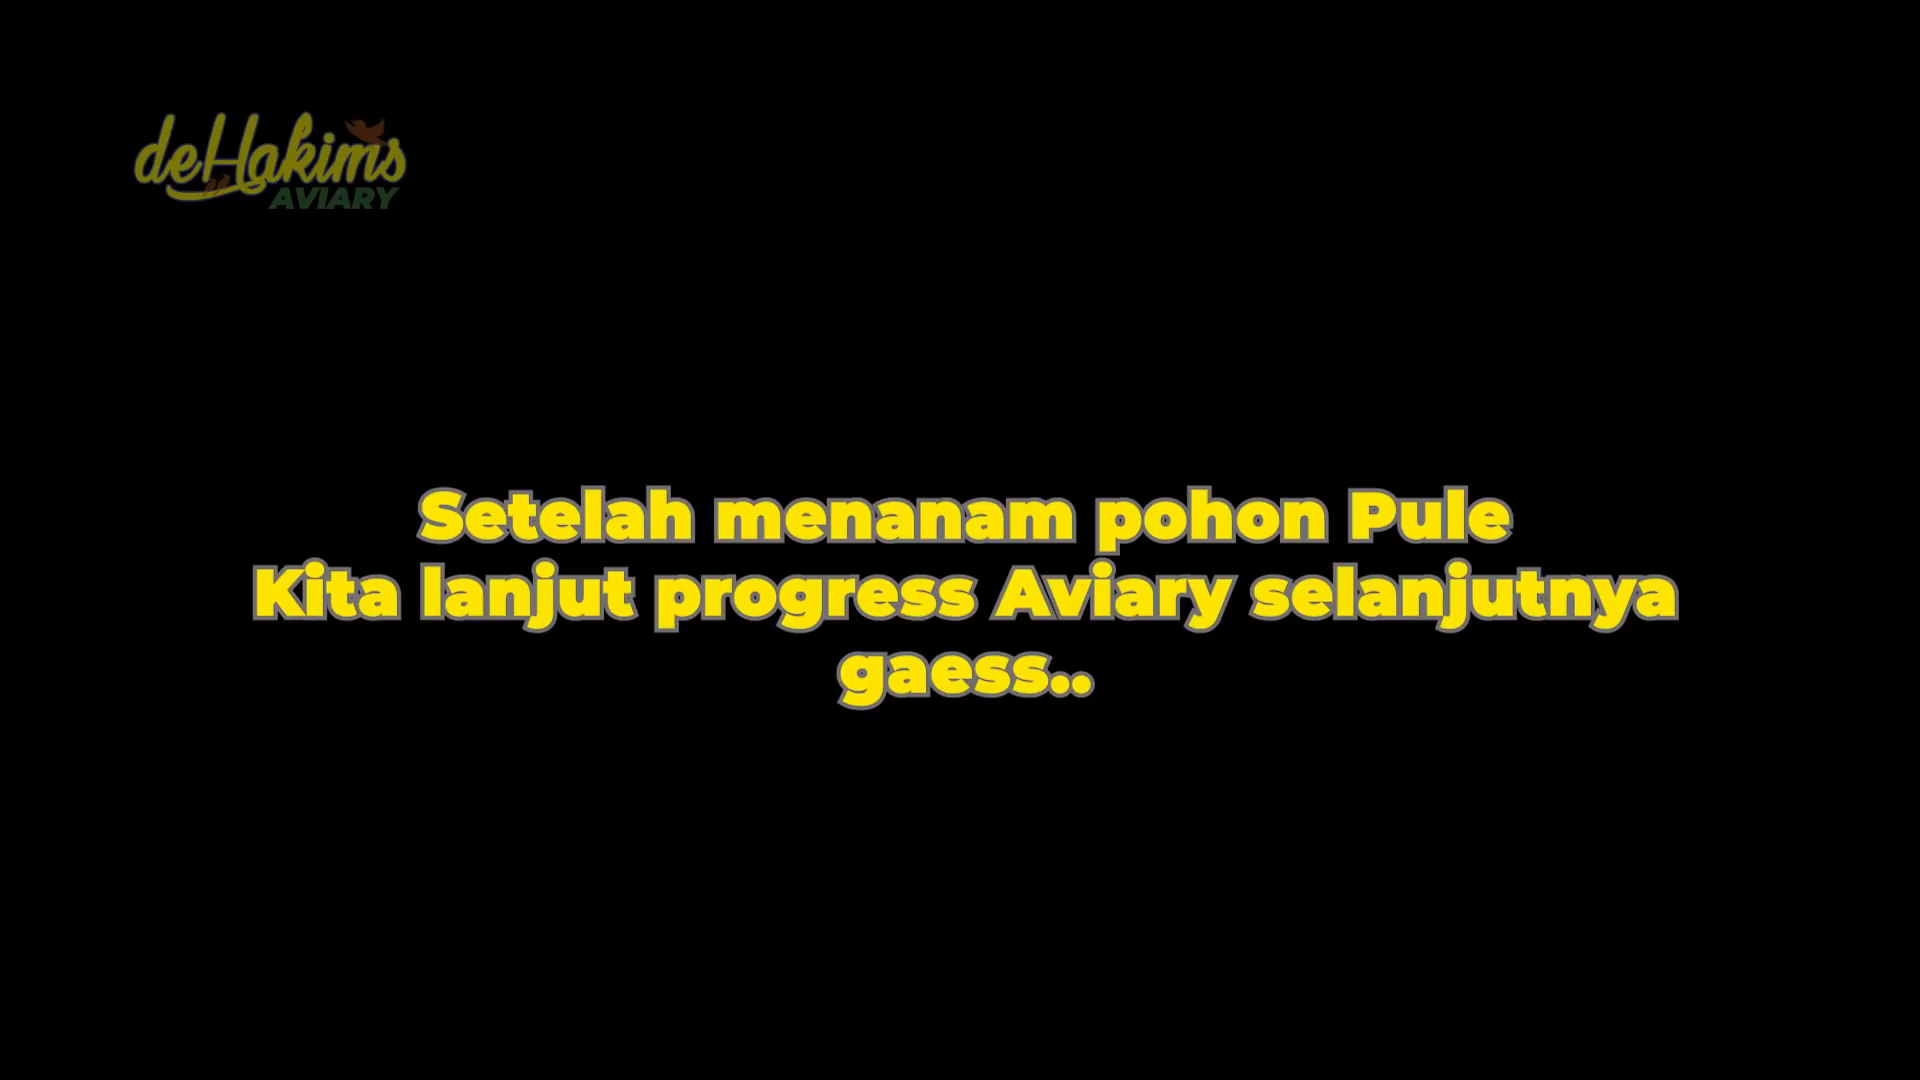 deHakims
AVIARY
Setelah menanam pohon Pule
Kita lanjut progress Aviary selanjutnya
gaess..